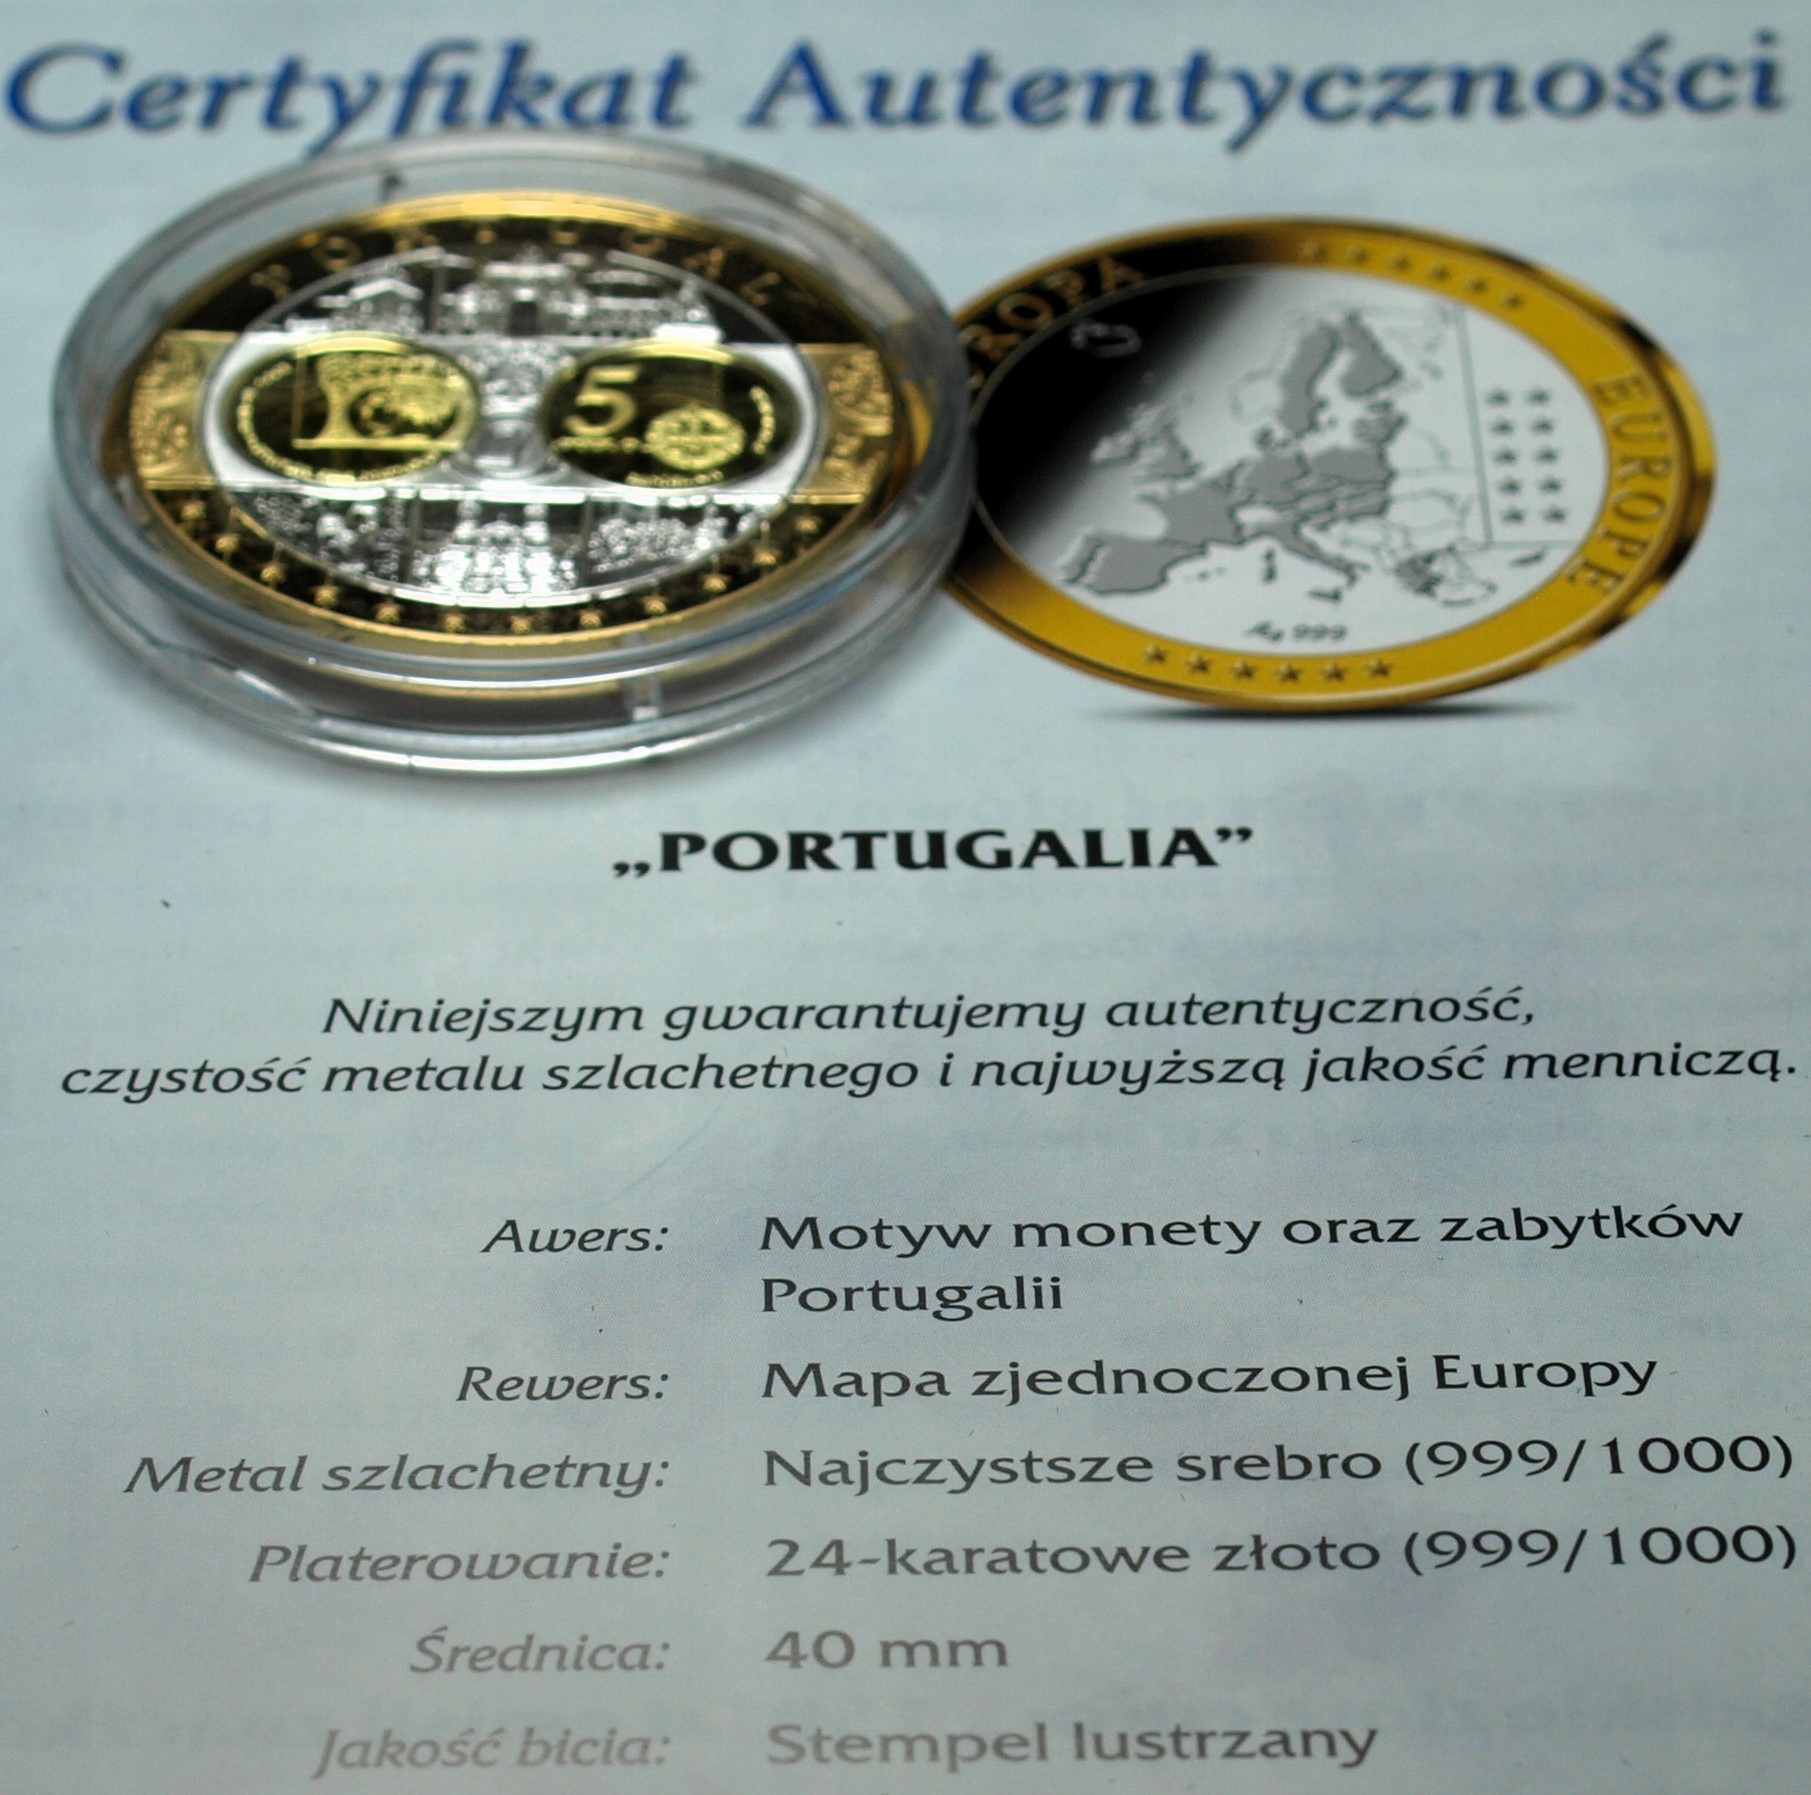 Certyfikat Autentyczności
PORTUGAL
5
ROPA
EUROPE
Ag 999
„PORTUGALIA”
Niniejszym gwarantujemy autentyczność,
czystość metalu szlachetnego i najwyższą jakość menniczą.
Awers: Motyw monety oraz zabytków
Portugalii
Rewers: Mapa zjednoczonej Europy
Metal szlachetny: Najczystsze srebro (999/1000)
Platerowanie: 24-karatowe złoto (999/1000)
Średnica: 40 mm
Jakość bicia: Stempel lustrzany